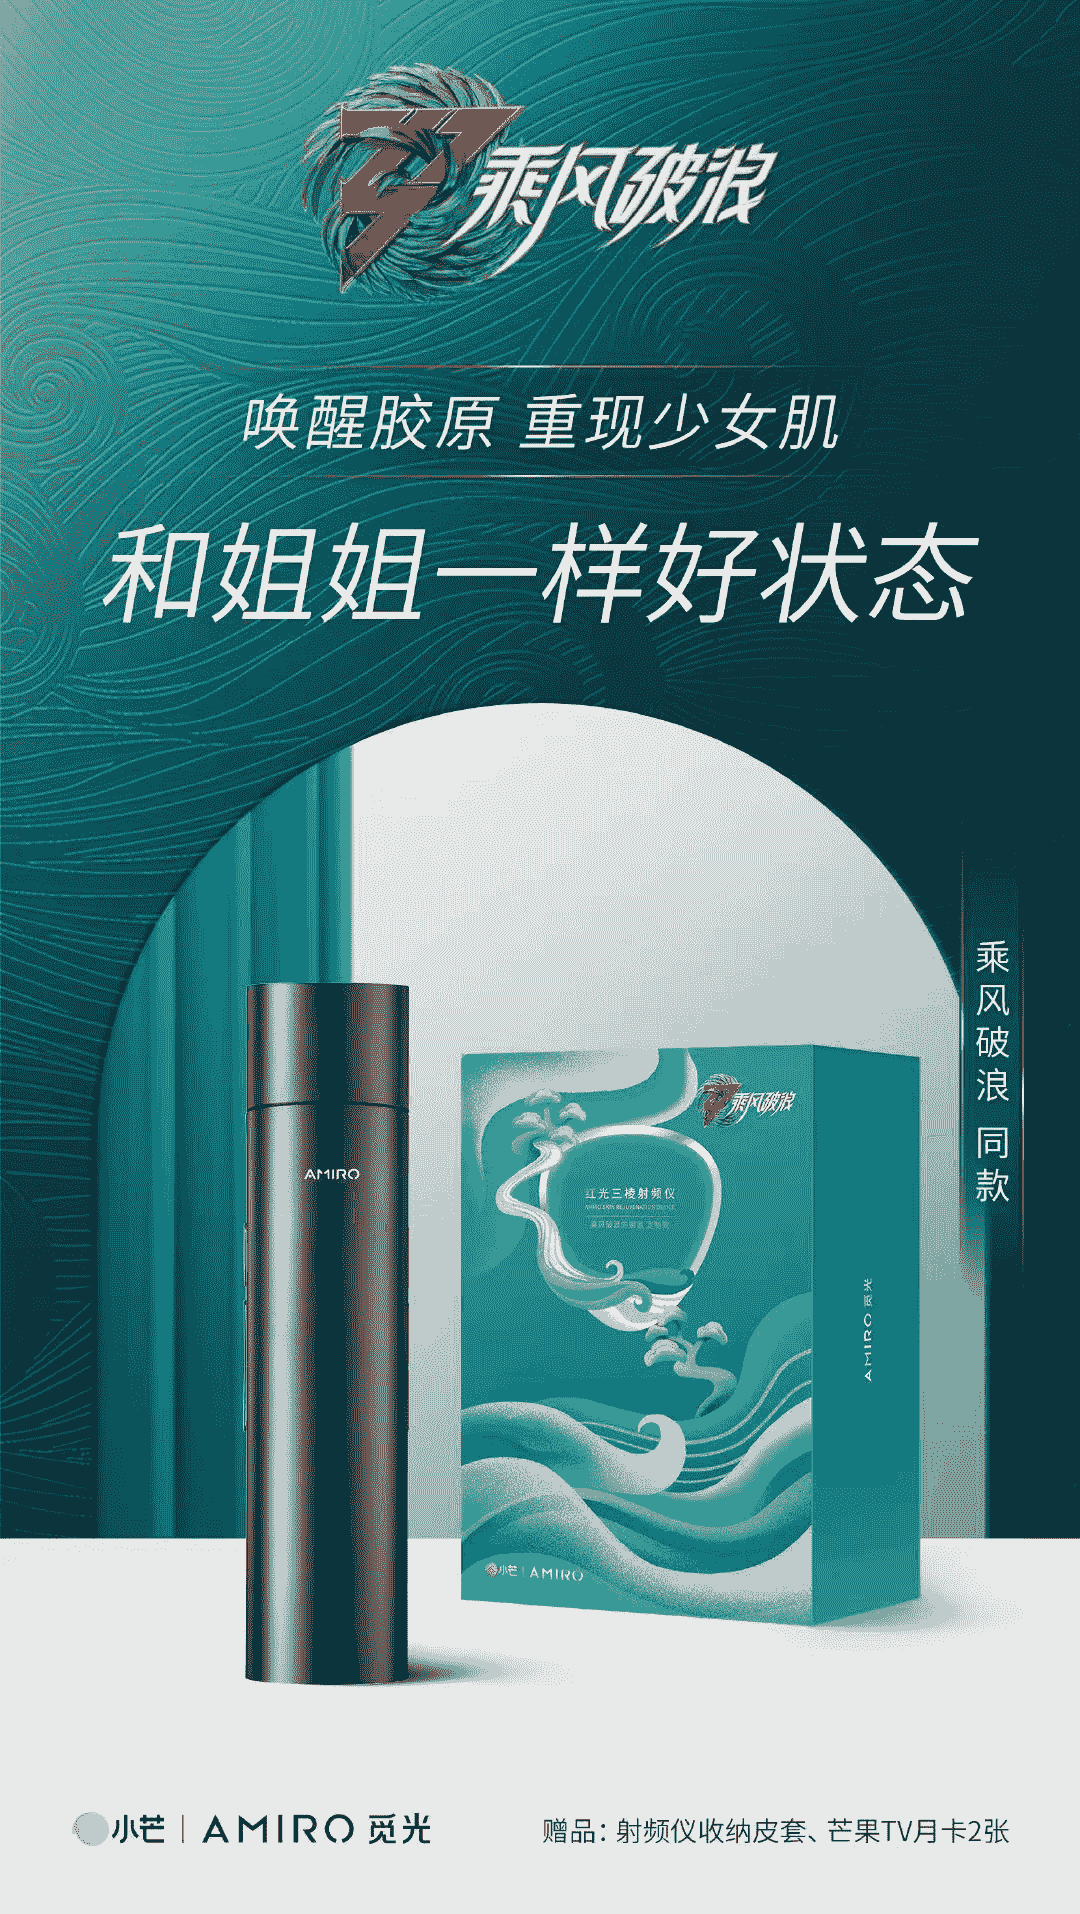 乘风破浪
唤醒胶原 重现少女肌
和姐姐一样好状态
乘风破浪 同款
AMIRO
乘风破浪
红光三棱射频仪
AMIRO 觅光
小芒 | AMIRO
小芒 | AMIRO 觅光
赠品：射频仪收纳皮套、芒果TV月卡2张